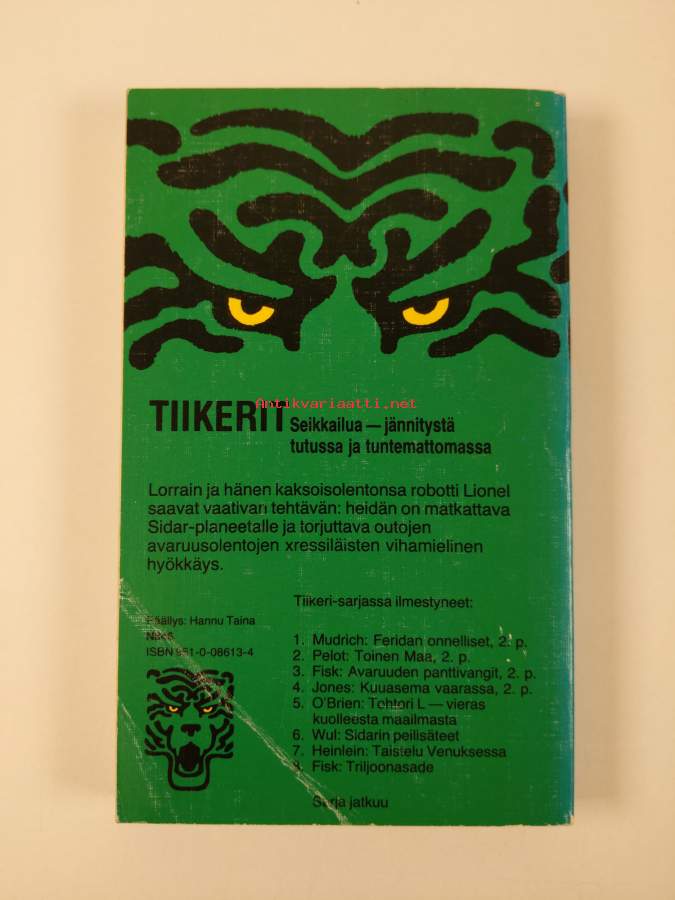 Antikvariaatti.net
TIIKERIT
Seikkailua — jännitystä
tutussa ja tuntemattomassa
Lorrain ja hänen kaksoisolentonsa robotti Lionel
saavat vaativan tehtävän: heidän on matkattava
Sidar-planeetalle ja torjuttava outojen
avaruusolentojen xressiläisten vihamielinen
hyökkäys.
Päällys: Hannu Taina
ISBN 951-0-08613-4
Tiikeri-sarjassa ilmestyneet:
1. Mudrich: Feridan onnelliset, 2. p.
2. Pelot: Toinen Maa, 2. p.
3. Fisk: Avaruuden panttivangit, 2. p.
4. Jones: Kuuasema vaarassa, 2. p.
5. O'Brien: Tohtori L — vieras
kuolleesta maailmasta
6. Wul: Sidarin peilisäteet
7. Heinlein: Taistelu Venuksessa
8. Fisk: Triljoonasade
Sarja jatkuu